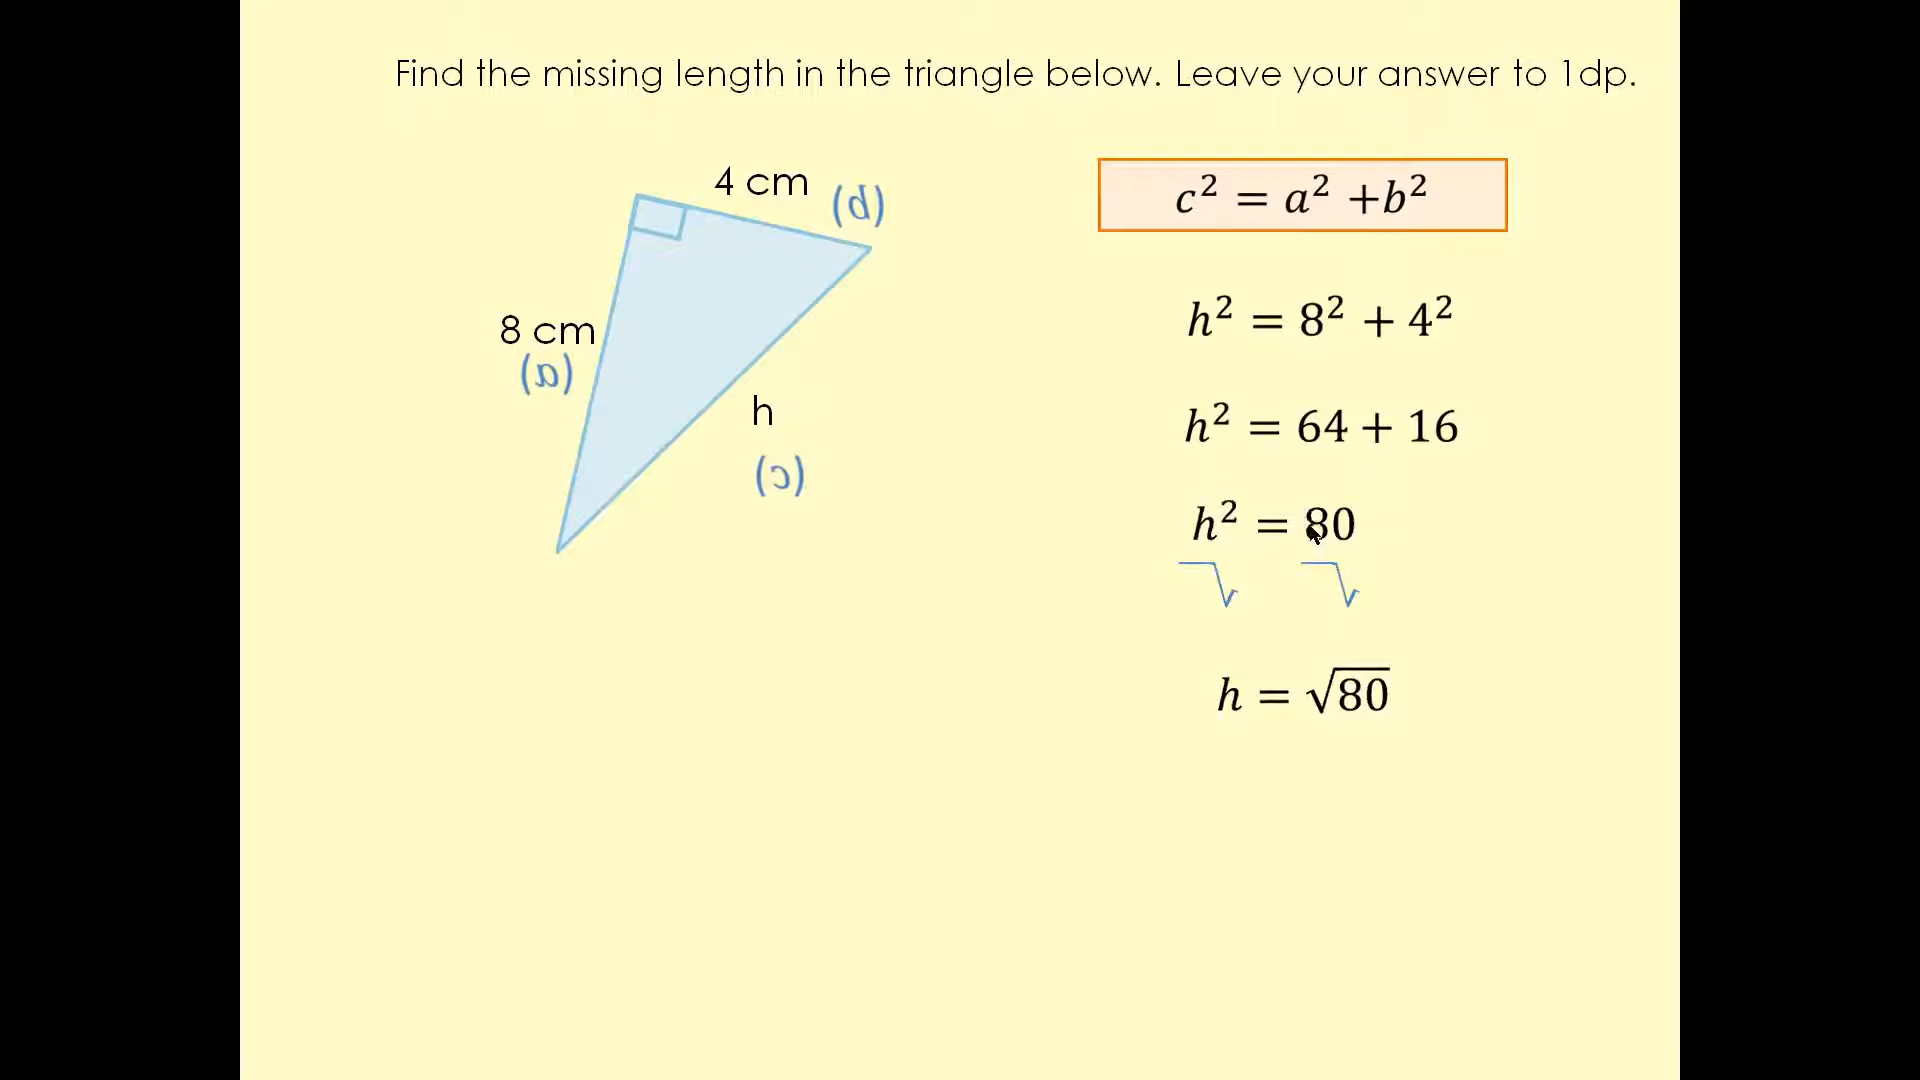 Find the missing length in the triangle below. Leave your answer to 1dp.
4 cm
(b)
8 cm
(a)
h
(c)
c² = a² +b²
h² = 8² + 4²
h² = 64 + 16
h² = 80
√ √
h = √80